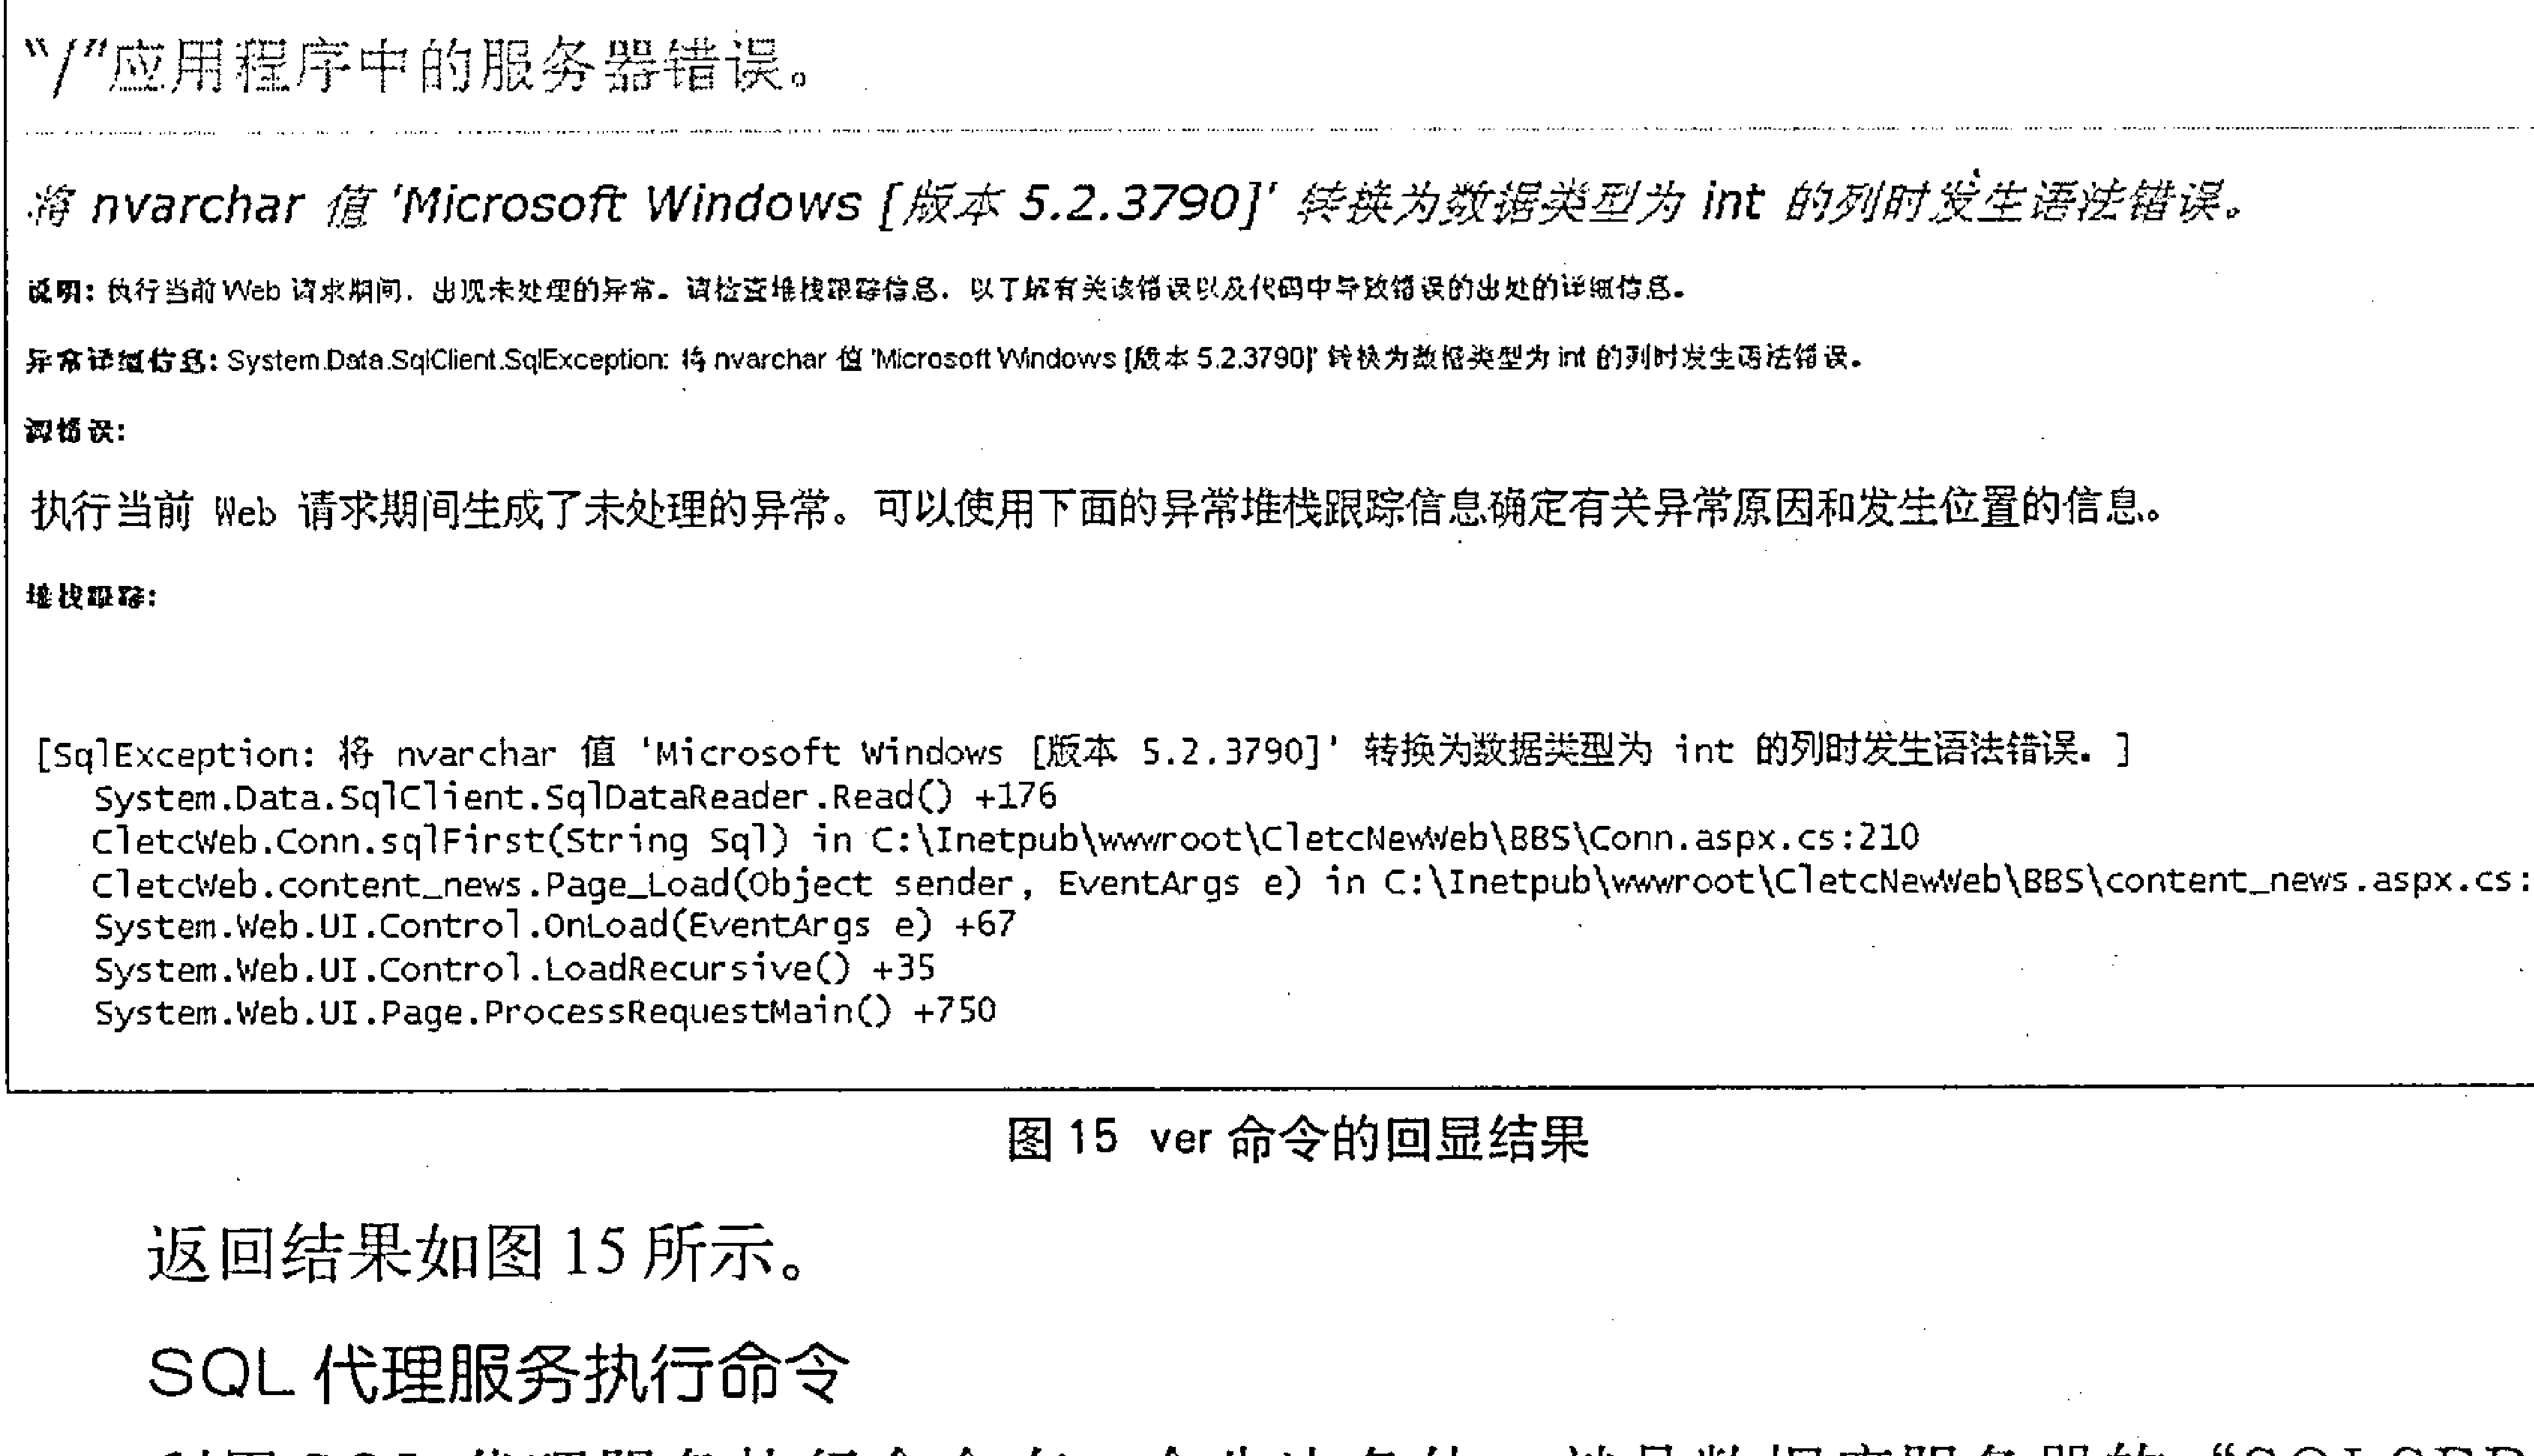 “/”应用程序中的服务器错误。
将 nvarchar 值 'Microsoft Windows [版本 5.2.3790]' 转换为数据类型为 int 的列时发生语法错误。
说明: 执行当前 Web 请求期间，出现未处理的异常。请检查堆栈跟踪信息，以了解有关该错误以及代码中导致错误的出处的详细信息。
异常详细信息: System.Data.SqlClient.SqlException: 将 nvarchar 值 'Microsoft Windows [版本 5.2.3790]' 转换为数据类型为 int 的列时发生语法错误。
源错误:
执行当前 Web 请求期间生成了未处理的异常。可以使用下面的异常堆栈跟踪信息确定有关异常原因和发生位置的信息。
堆栈跟踪:
[SqlException: 将 nvarchar 值 'Microsoft Windows [版本 5.2.3790]' 转换为数据类型为 int 的列时发生语法错误。]
System.Data.SqlClient.SqlDataReader.Read() +176
CletcWeb.Conn.sqlFirst(String Sql) in C:\Inetpub\wwwroot\CletcNewWeb\BBS\Conn.aspx.cs:210
CletcWeb.content_news.Page_Load(Object sender, EventArgs e) in C:\Inetpub\wwwroot\CletcNewWeb\BBS\content_news.aspx.cs:
System.Web.UI.Control.OnLoad(EventArgs e) +67
System.Web.UI.Control.LoadRecursive() +35
System.Web.UI.Page.ProcessRequestMain() +750
图 15 ver 命令的回显结果
返回结果如图 15 所示。
SQL 代理服务执行命令